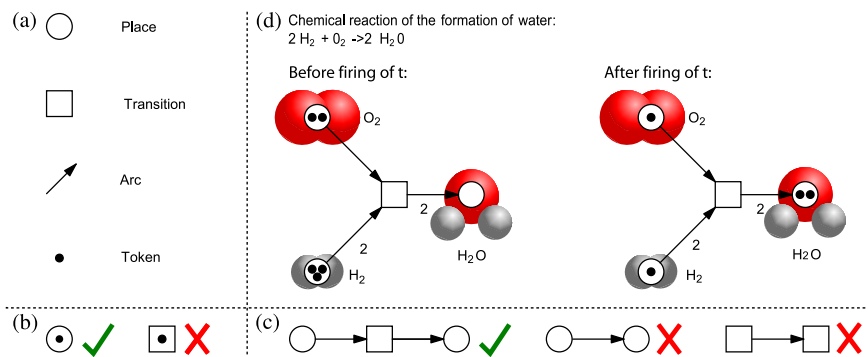 (a)
Place
Transition
Arc
Token
(b)
(d) Chemical reaction of the formation of water:
2 H₂ + 0₂ ->2 H₂0
Before firing of t:
O₂
2
2
H₂
H₂O
After firing of t:
O₂
2
2
H₂
H₂O
(c)